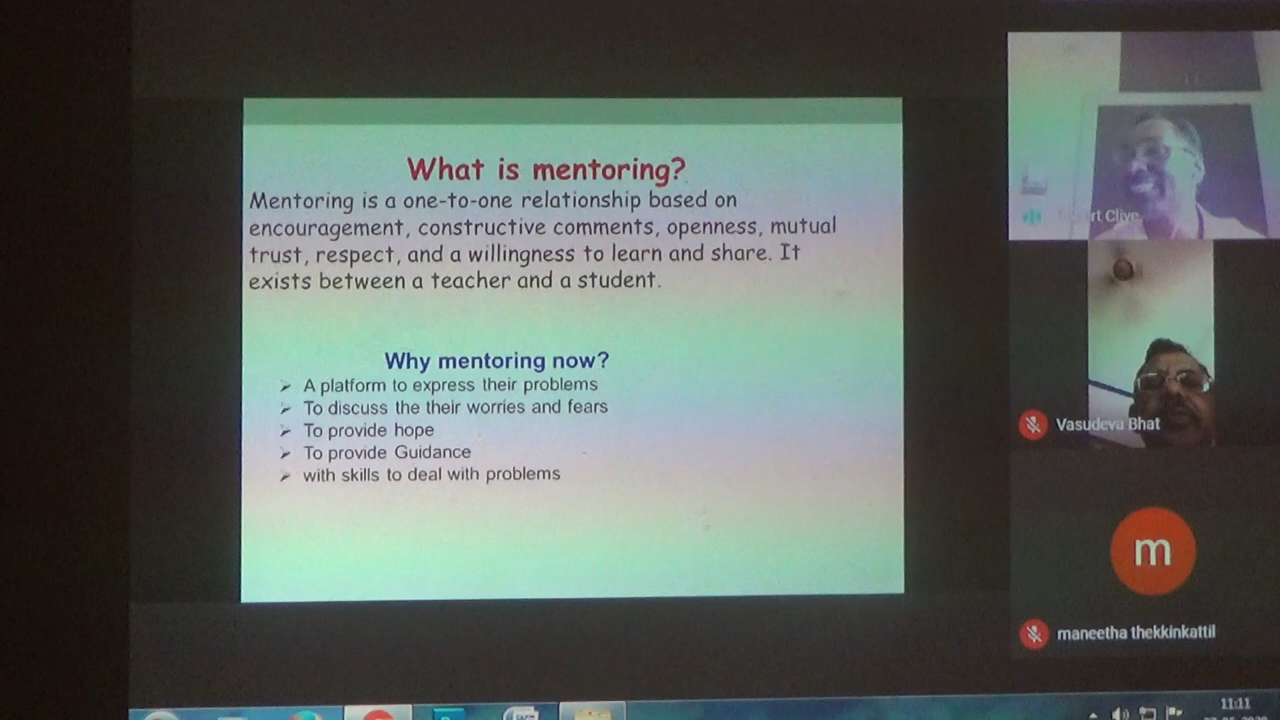 What is mentoring?
Mentoring is a one-to-one relationship based on
encouragement, constructive comments, openness, mutual
trust, respect, and a willingness to learn and share. It
exists between a teacher and a student.
Why mentoring now?
➢ A platform to express their problems
➢ To discuss the their worries and fears
➢ To provide hope
➢ To provide Guidance
➢ with skills to deal with problems
Clive
Vasudeva Bhat
m
maneetha thekkinkattil
11:11